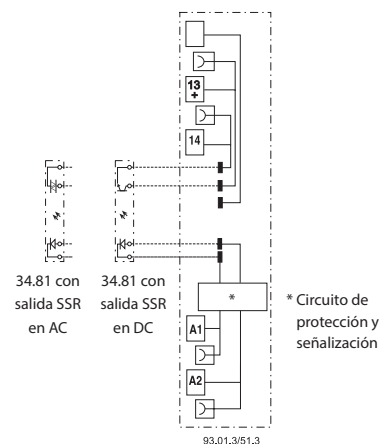 13
+
14
34.81 con
salida SSR
en AC
34.81 con
salida SSR
en DC
*
* Circuito de
protección y
señalización
A1
A2
93.01.3/51.3